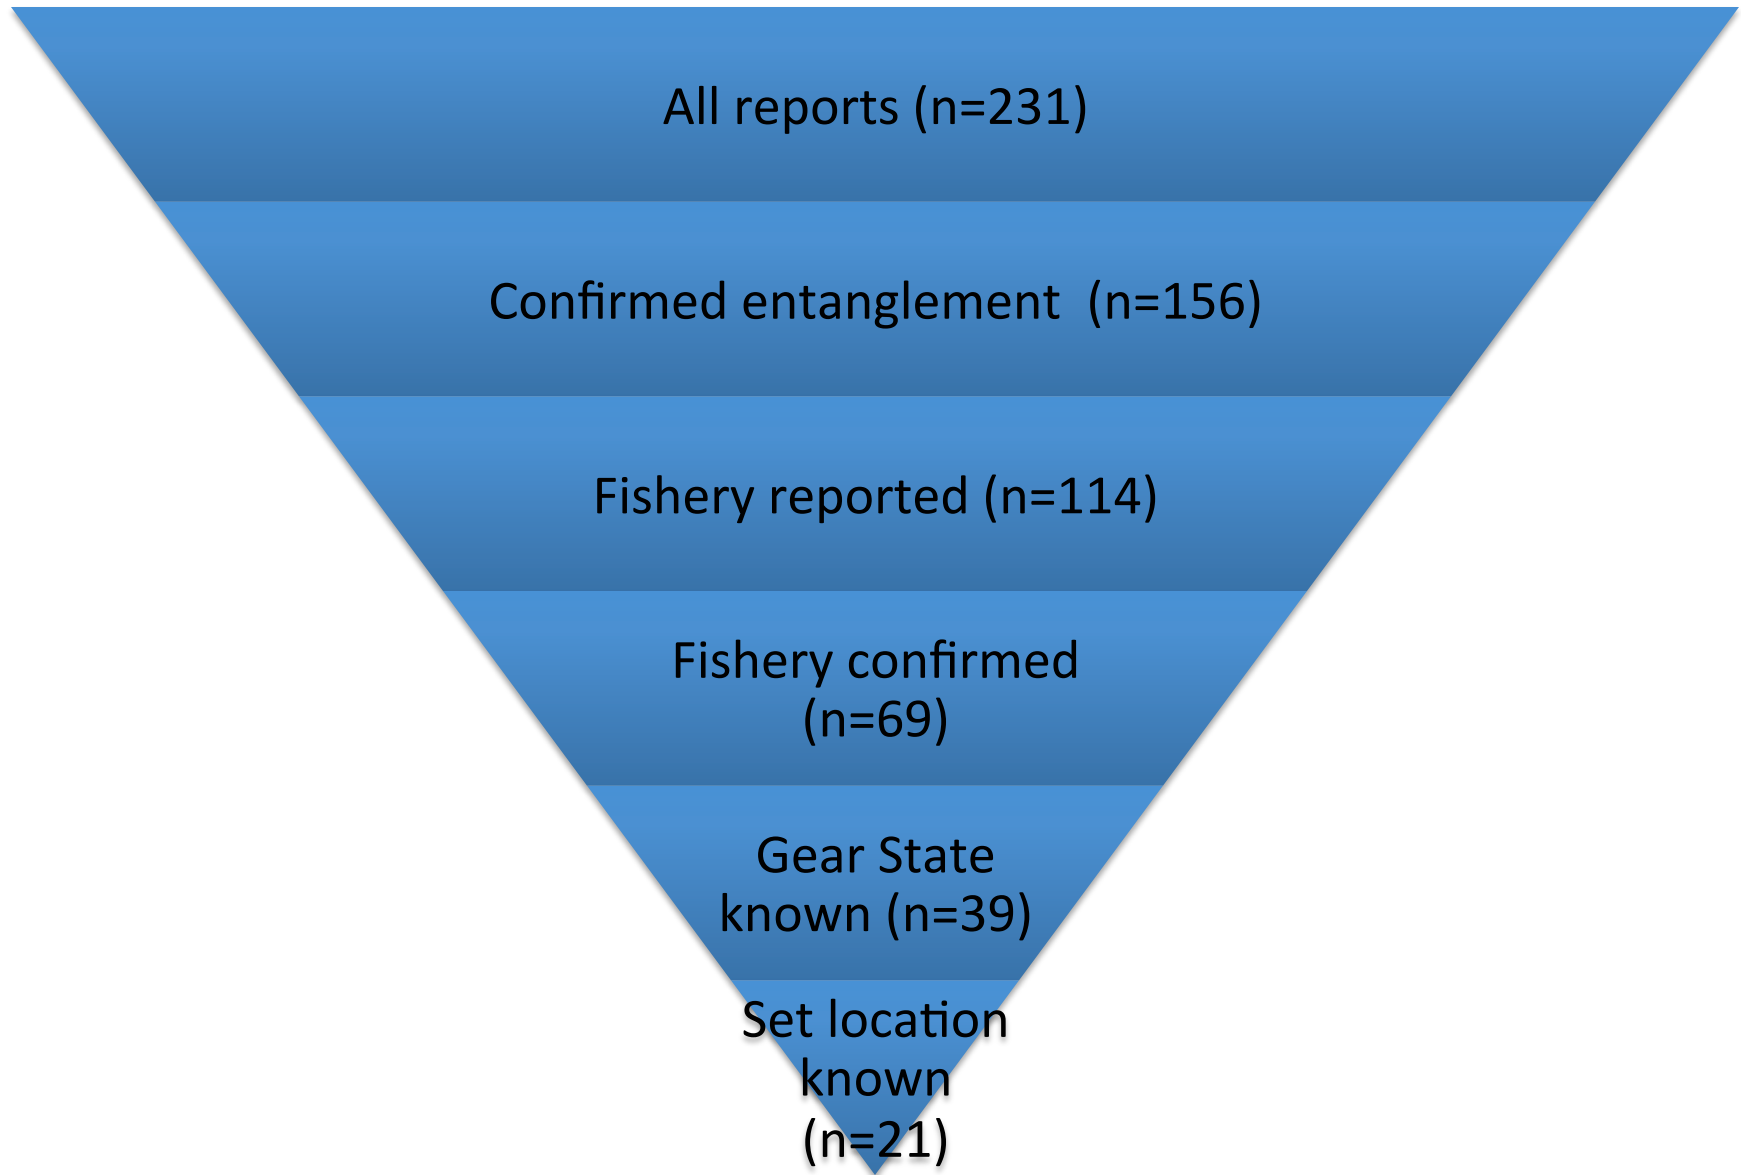 All reports (n=231)
Confirmed entanglement  (n=156)
Fishery reported (n=114)
Fishery confirmed
(n=69)
Gear State
known (n=39)
Set location
known
(n=21)